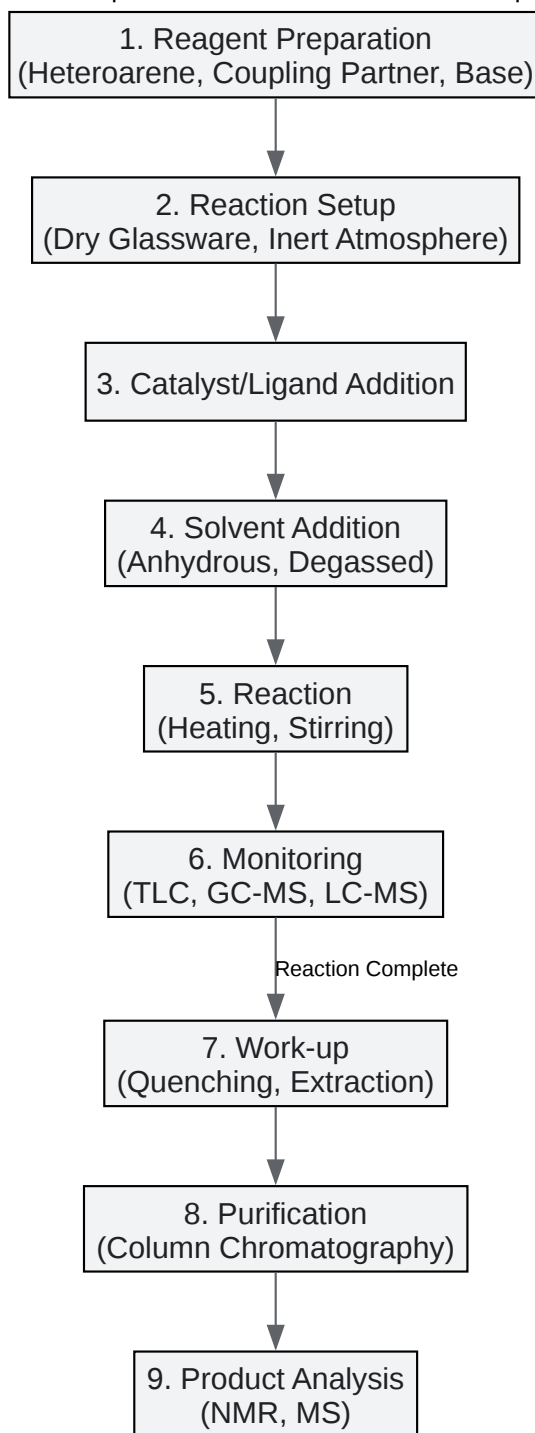 1. Reagent Preparation
(Heteroarene, Coupling Partner, Base)
2. Reaction Setup
(Dry Glassware, Inert Atmosphere)
3. Catalyst/Ligand Addition
4. Solvent Addition
(Anhydrous, Degassed)
5. Reaction
(Heating, Stirring)
6. Monitoring
(TLC, GC-MS, LC-MS)
Reaction Complete
7. Work-up
(Quenching, Extraction)
8. Purification
(Column Chromatography)
9. Product Analysis
(NMR, MS)